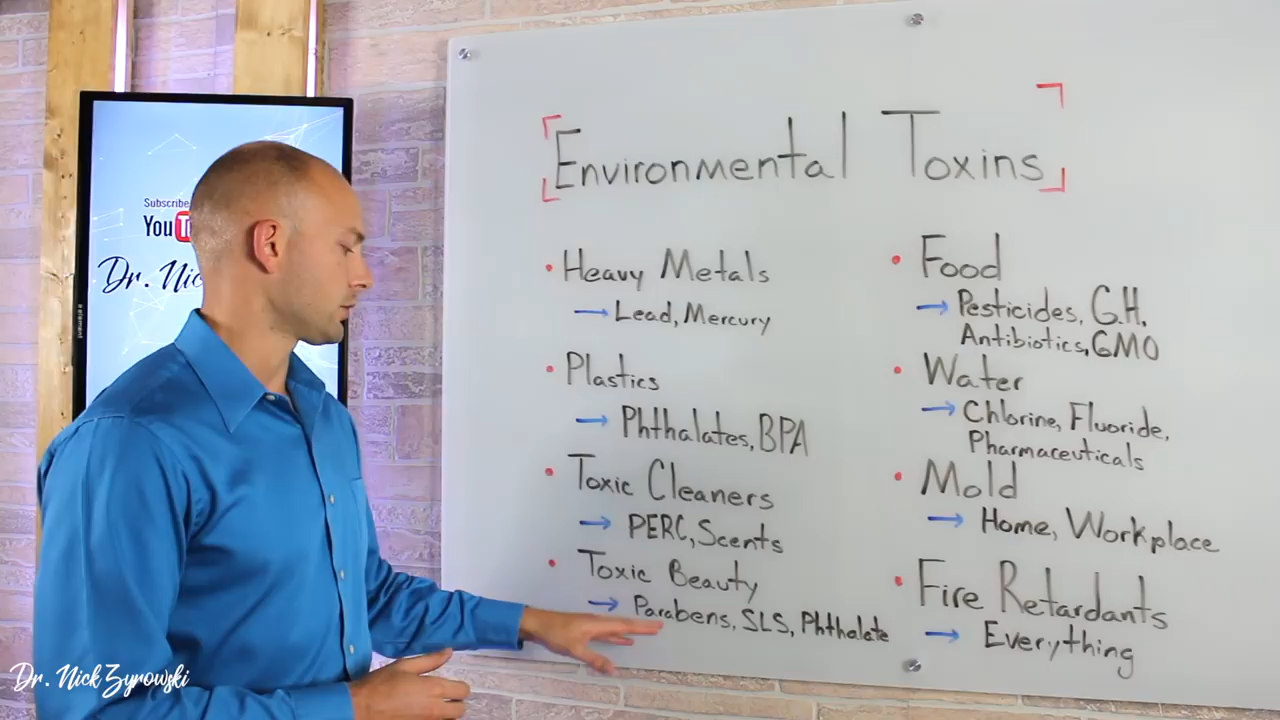 Subscribe
You
Dr. Nic
element
Environmental Toxins
• Heavy Metals
→ Lead, Mercury
• Plastics
→ Phthalates, BPA
• Toxic Cleaners
→ PERC, Scents
• Toxic Beauty
→ Parabens, SLS, Phthalate
• Food
→ Pesticides, G.H,
Antibiotics, GMO
• Water
→ Chlorine, Fluoride,
Pharmaceuticals
• Mold
→ Home, Workplace
• Fire Retardants
→ Everything
Dr. Nick Zyrowski